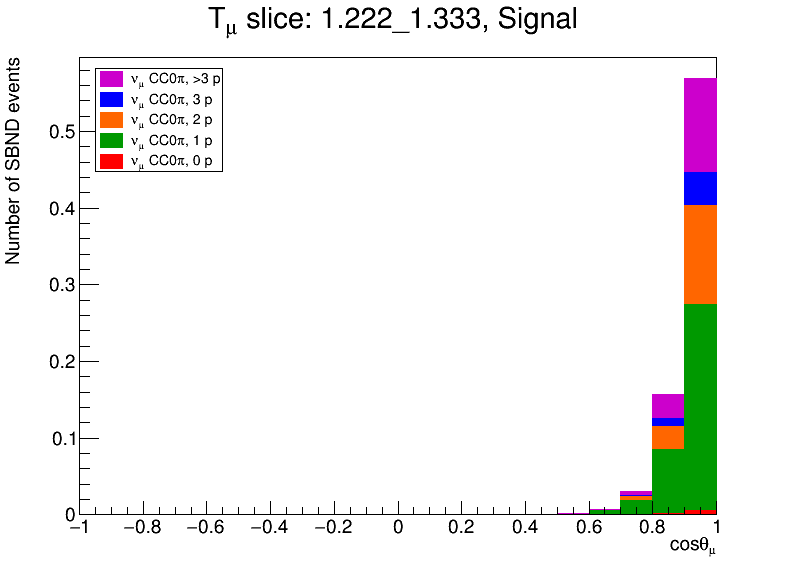 Tμ slice: 1.222_1.333, Signal
Number of SBND events
νμ CC0π, >3 p
νμ CC0π, 3 p
νμ CC0π, 2 p
νμ CC0π, 1 p
νμ CC0π, 0 p
0.5
0.4
0.3
0.2
0.1
0
−1 −0.8 −0.6 −0.4 −0.2 0 0.2 0.4 0.6 0.8 1
cosθμ